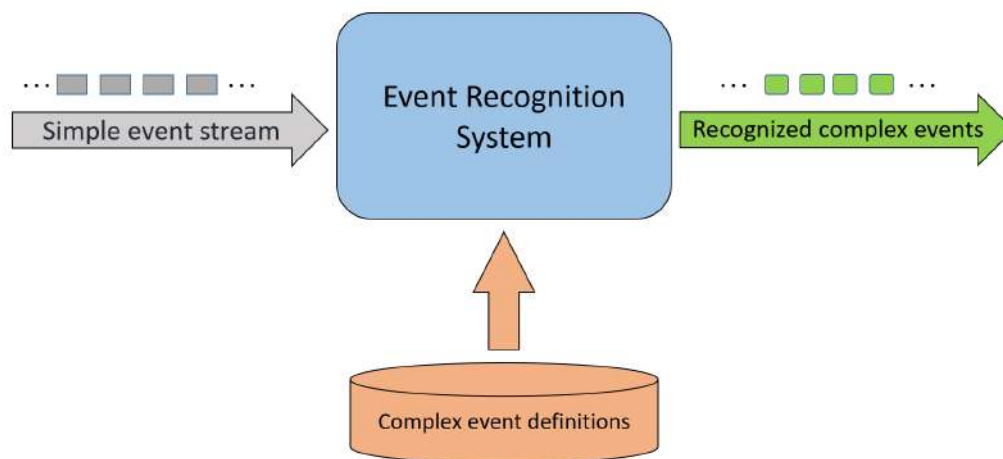 ... ...
Simple event stream
Event Recognition
System
... ...
Recognized complex events
Complex event definitions